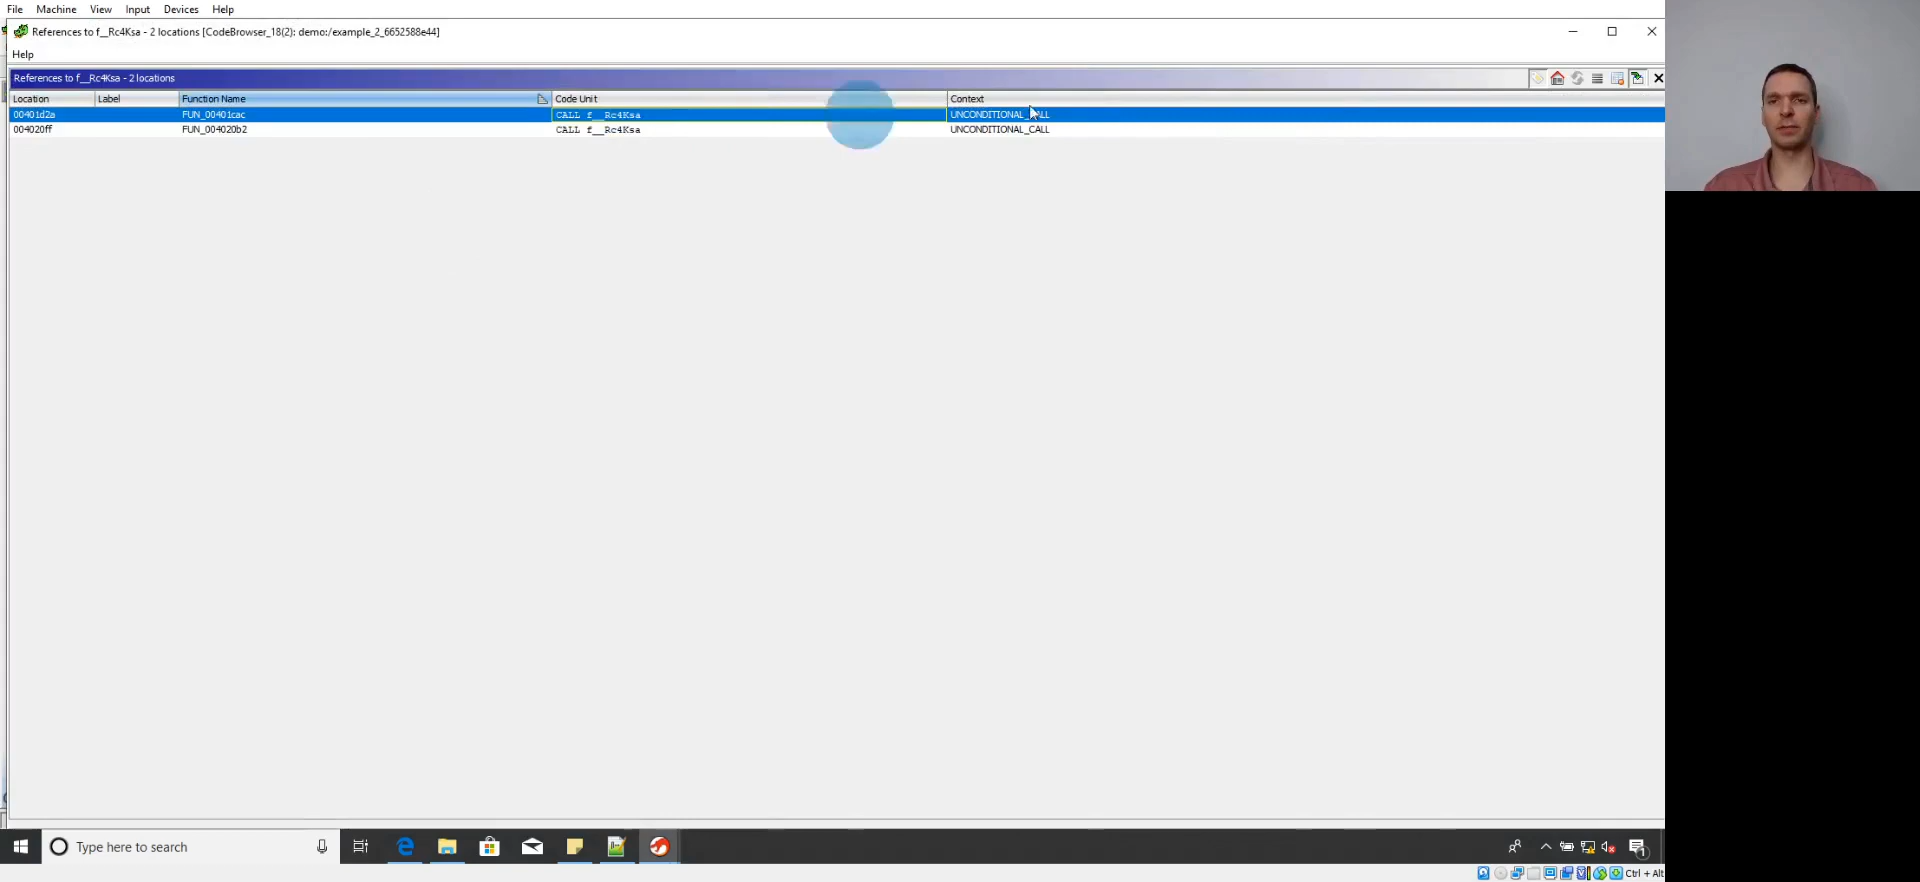 File Machine View Input Devices Help
References to f__Rc4Ksa - 2 locations [CodeBrowser_18(2): demo:/example_2_6652588e44]
Help
References to f__Rc4Ksa - 2 locations
Location Label Function Name Code Unit Context
00401d2a FUN_00401cac CALL f__Rc4Ksa UNCONDITIONAL_CALL
004020ff FUN_004020b2 CALL f__Rc4Ksa UNCONDITIONAL_CALL
Type here to search
1
Ctrl + Alt